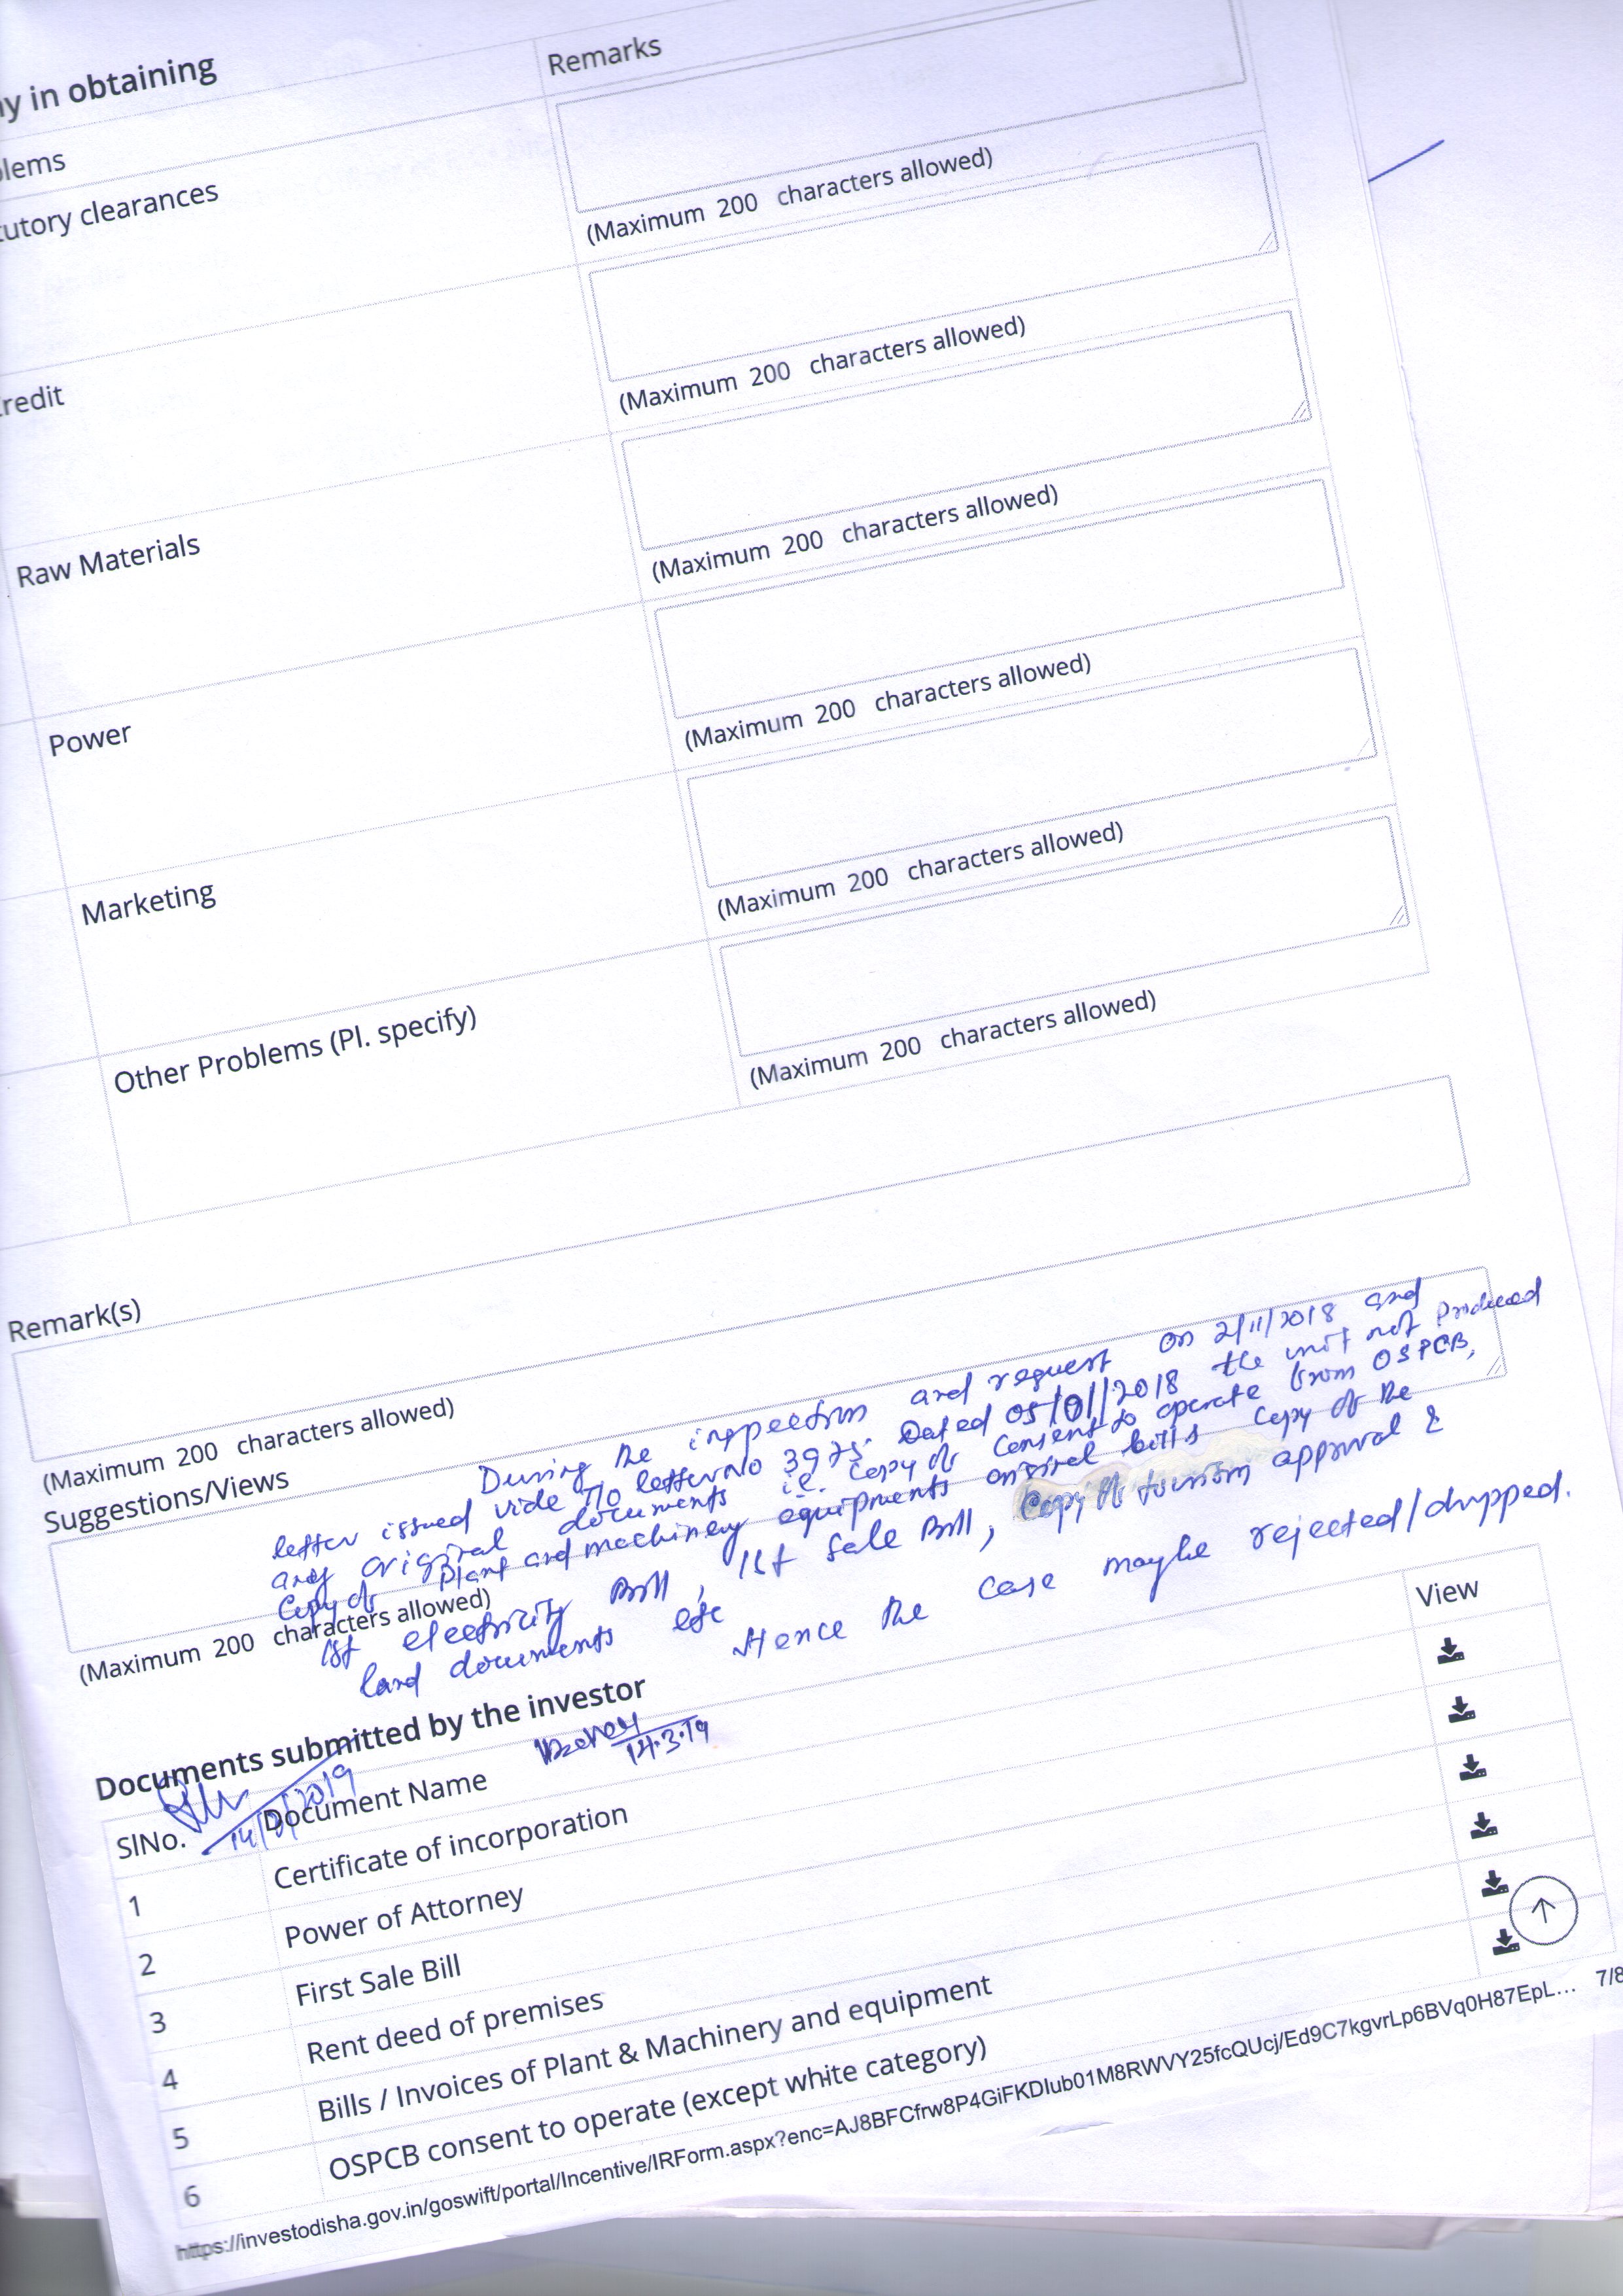 y in obtaining
Remarks
lems
tutory clearances
(Maximum 200 characters allowed)
redit
(Maximum 200 characters allowed)
Raw Materials
(Maximum 200 characters allowed)
Power
(Maximum 200 characters allowed)
Marketing
(Maximum 200 characters allowed)
Other Problems (Pl. specify)
(Maximum 200 characters allowed)
Remark(s)
(Maximum 200 characters allowed)
Suggestions/Views
During the inspection and request on 2/11/2018 and
letter issued vide T/o letter No 3975. Dated 05/01/2018 the unit not produced
any original documents i.e. Copy of Consent to operate from OSPCB,
Copy of Plant and machinery equipments original bills Copy of the
1st electricity Bill, 1st Sale Bill, Copy of tourism approval &
land documents etc
Hence the case maybe rejected/dropped.
(Maximum 200 characters allowed)
Documents submitted by the investor
14.3.19
14/3/2019
SlNo. Document Name View
1 Certificate of incorporation
2 Power of Attorney
3 First Sale Bill
4 Rent deed of premises
5 Bills / Invoices of Plant & Machinery and equipment
6 OSPCB consent to operate (except white category)
https://investodisha.gov.in/goswift/portal/Incentive/IRForm.aspx?enc=AJ8BFCfrw8P4GiFKDIub01M8RWVY25fcQUcj/Ed9C7kgvrLp6BVq0H87EpL... 7/8